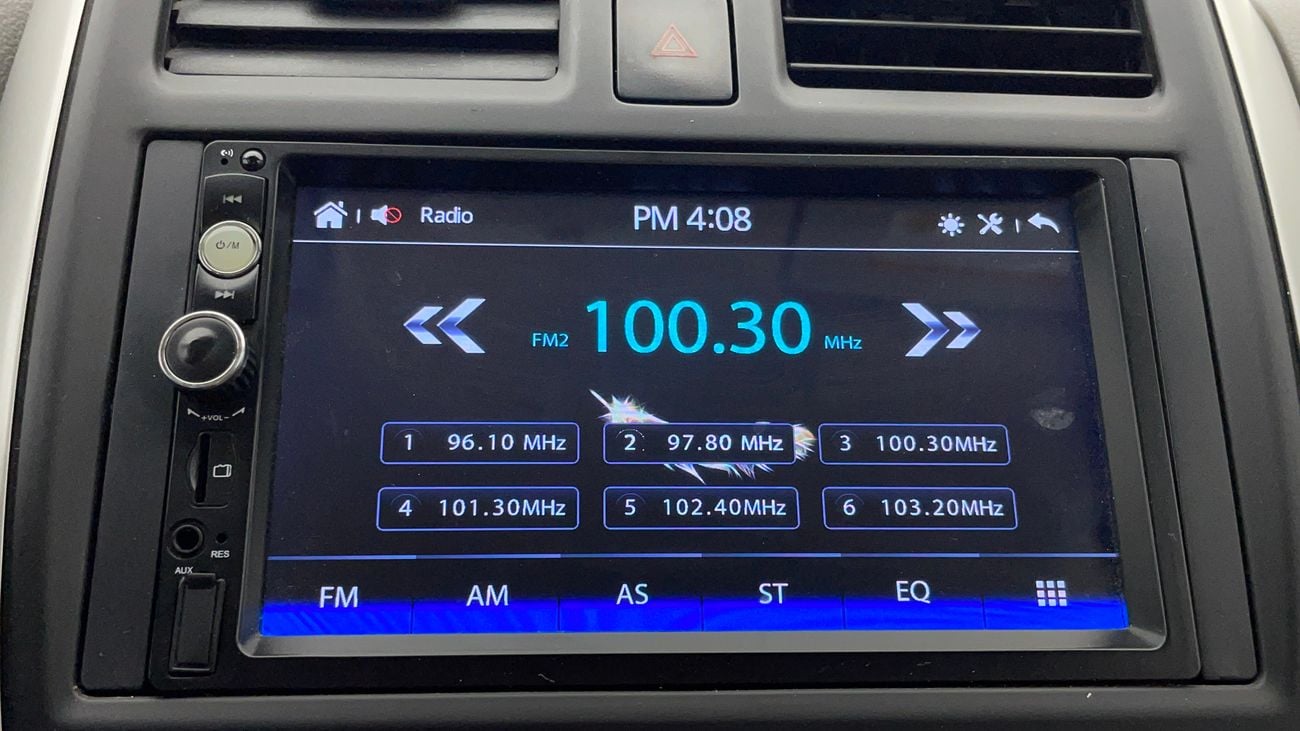 Radio
PM 4:08
⏻/M
FM2 100.30 MHz
+VOL-
1 96.10 MHz
2 97.80 MHz
3 100.30MHz
4 101.30MHz
5 102.40MHz
6 103.20MHz
RES
AUX
FM
AM
AS
ST
EQ